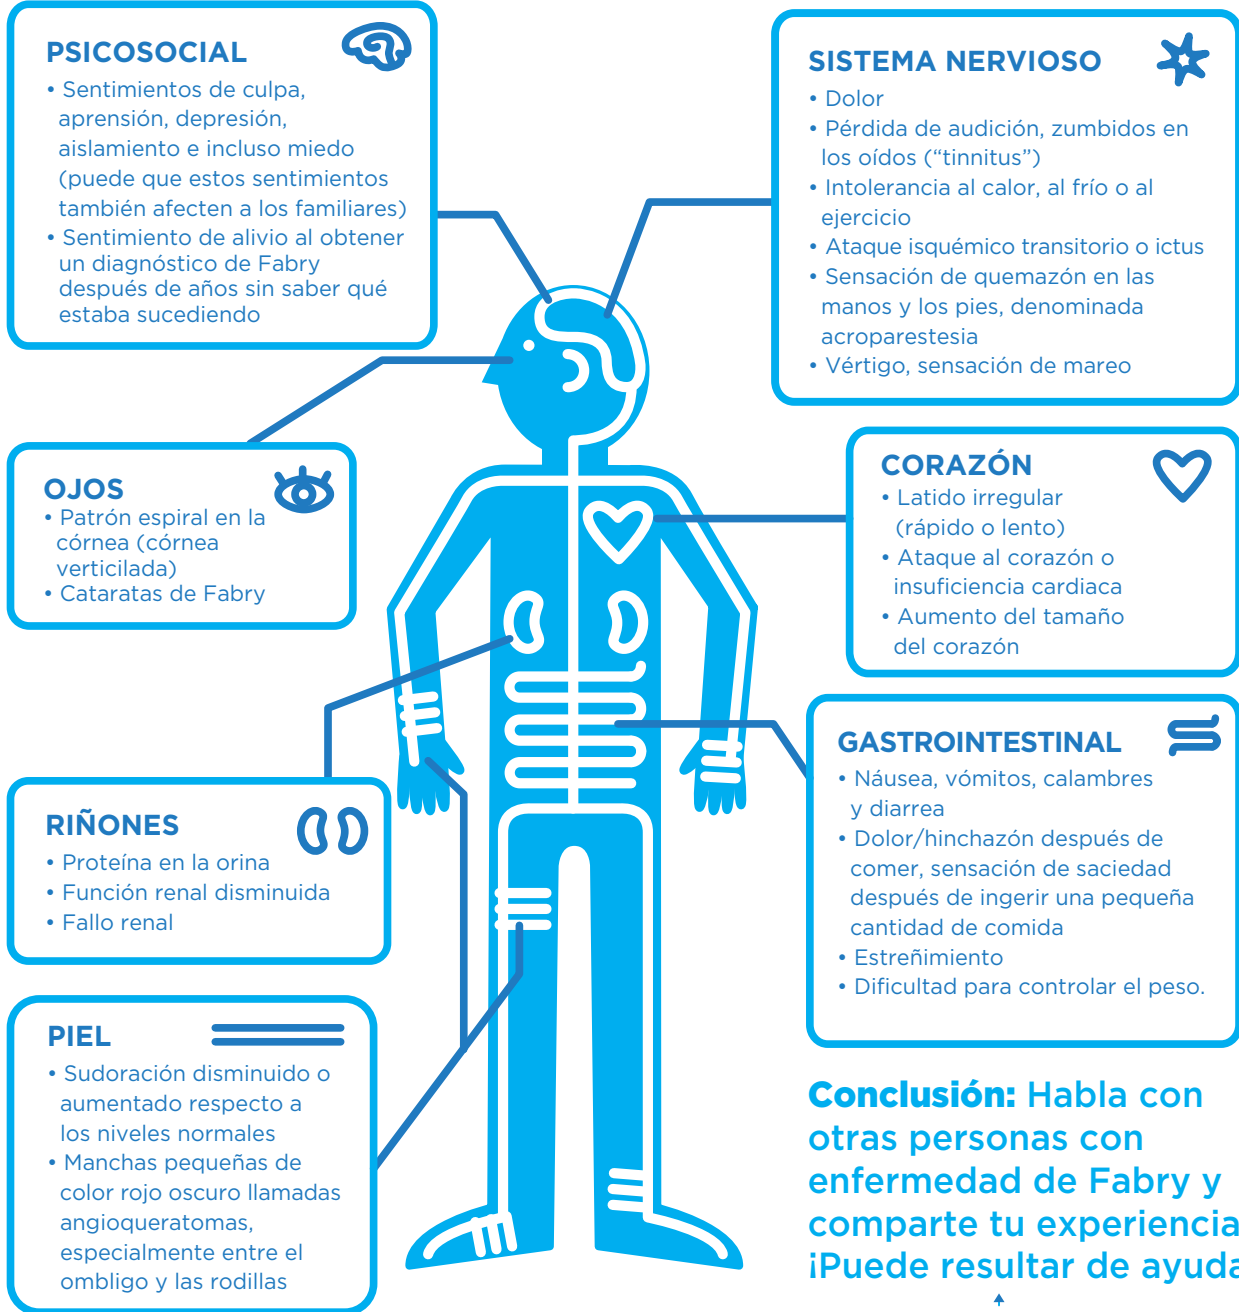 PSICOSOCIAL
• Sentimientos de culpa,
aprensión, depresión,
aislamiento e incluso miedo
(puede que estos sentimientos
también afecten a los familiares)
• Sentimiento de alivio al obtener
un diagnóstico de Fabry
después de años sin saber qué
estaba sucediendo
SISTEMA NERVIOSO
• Dolor
• Pérdida de audición, zumbidos en
los oídos (“tinnitus”)
• Intolerancia al calor, al frío o al
ejercicio
• Ataque isquémico transitorio o ictus
• Sensación de quemazón en las
manos y los pies, denominada
acroparestesia
• Vértigo, sensación de mareo
OJOS
• Patrón espiral en la
córnea (córnea
verticilada)
• Cataratas de Fabry
CORAZÓN
• Latido irregular
(rápido o lento)
• Ataque al corazón o
insuficiencia cardiaca
• Aumento del tamaño
del corazón
RIÑONES
• Proteína en la orina
• Función renal disminuida
• Fallo renal
GASTROINTESTINAL
• Náusea, vómitos, calambres
y diarrea
• Dolor/hinchazón después de
comer, sensación de saciedad
después de ingerir una pequeña
cantidad de comida
• Estreñimiento
• Dificultad para controlar el peso.
PIEL
• Sudoración disminuido o
aumentado respecto a
los niveles normales
• Manchas pequeñas de
color rojo oscuro llamadas
angioqueratomas,
especialmente entre el
ombligo y las rodillas
Conclusión: Habla con
otras personas con
enfermedad de Fabry y
comparte tu experiencia
¡Puede resultar de ayuda